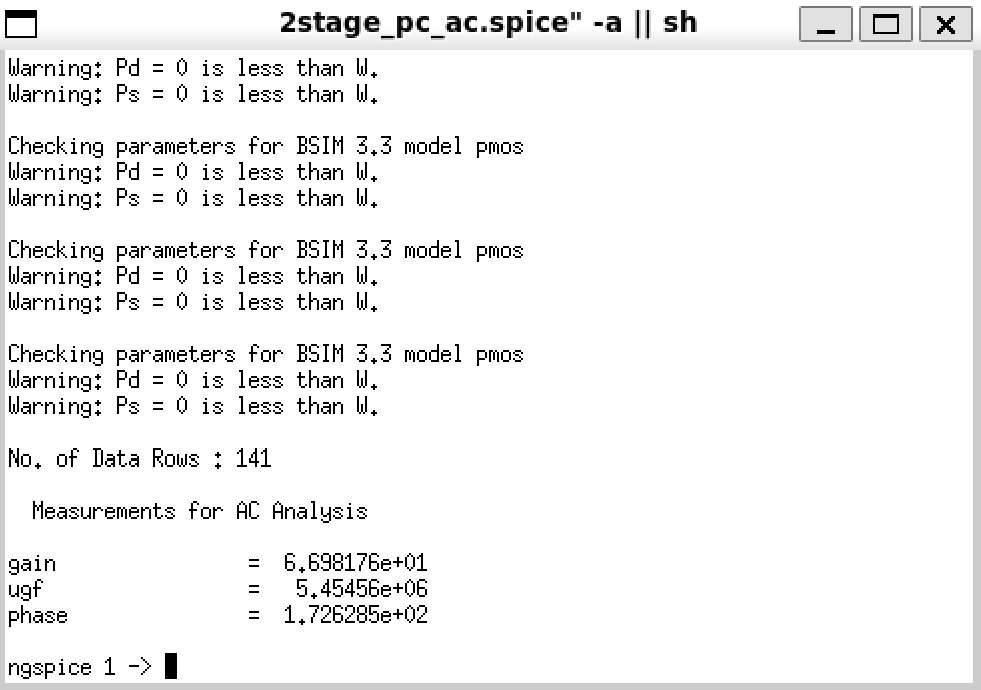 2stage_pc_ac.spice" -a || sh
Warning: Pd = 0 is less than W.
Warning: Ps = 0 is less than W.
Checking parameters for BSIM 3.3 model pmos
Warning: Pd = 0 is less than W.
Warning: Ps = 0 is less than W.
Checking parameters for BSIM 3.3 model pmos
Warning: Pd = 0 is less than W.
Warning: Ps = 0 is less than W.
Checking parameters for BSIM 3.3 model pmos
Warning: Pd = 0 is less than W.
Warning: Ps = 0 is less than W.
No. of Data Rows : 141
Measurements for AC Analysis
gain = 6.698176e+01
ugf = 5.45456e+06
phase = 1.726285e+02
ngspice 1 ->